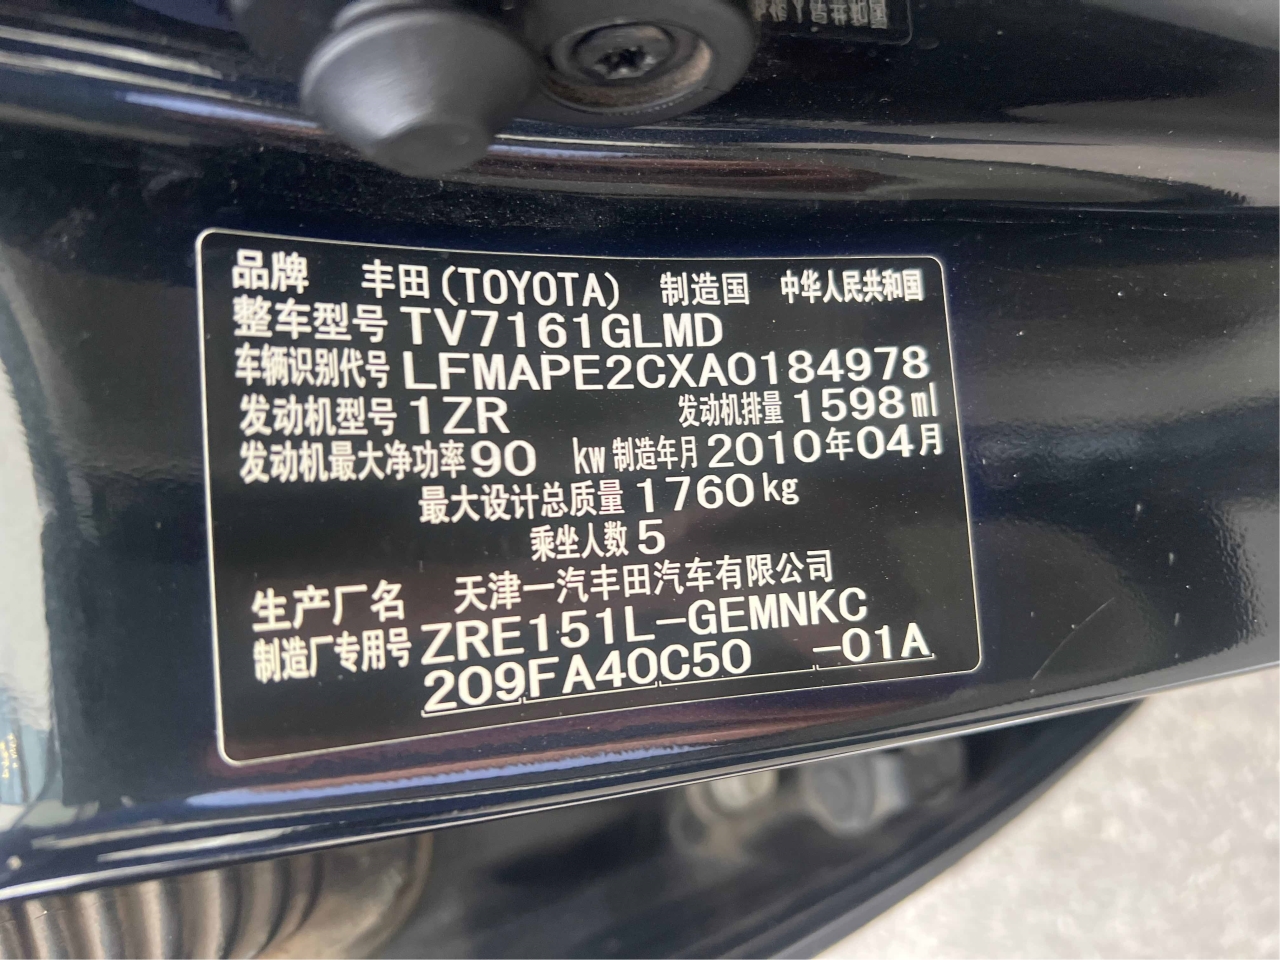 品牌 丰田(TOYOTA) 制造国 中华人民共和国
整车型号 TV7161GLMD
车辆识别代号 LFMAPE2CXA0184978
发动机型号 1ZR 发动机排量 1598 ml
发动机最大净功率 90 kw 制造年月 2010年04月
最大设计总质量 1760 kg
乘坐人数 5
生产厂名 天津一汽丰田汽车有限公司
制造厂专用号 ZRE151L-GEMNKC
209FA40C50 -01A